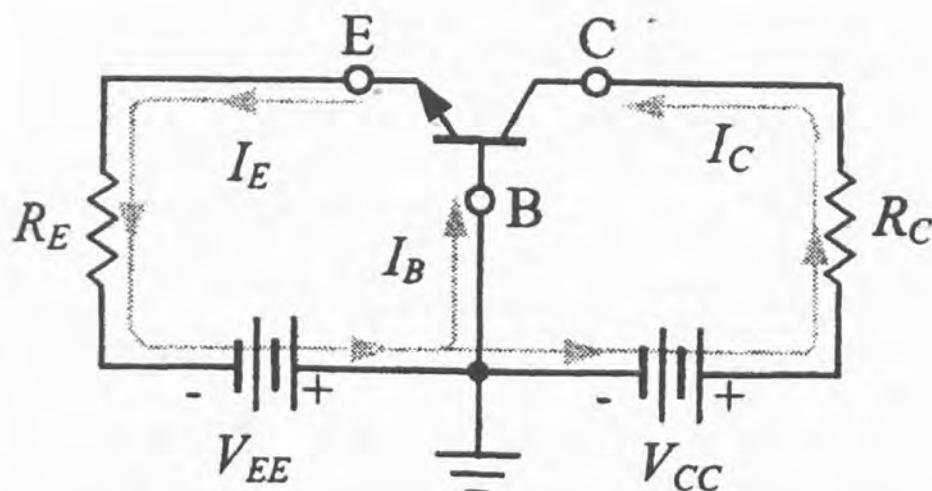 E C
I_E I_C
R_E B R_C
I_B
- + - +
V_EE V_CC